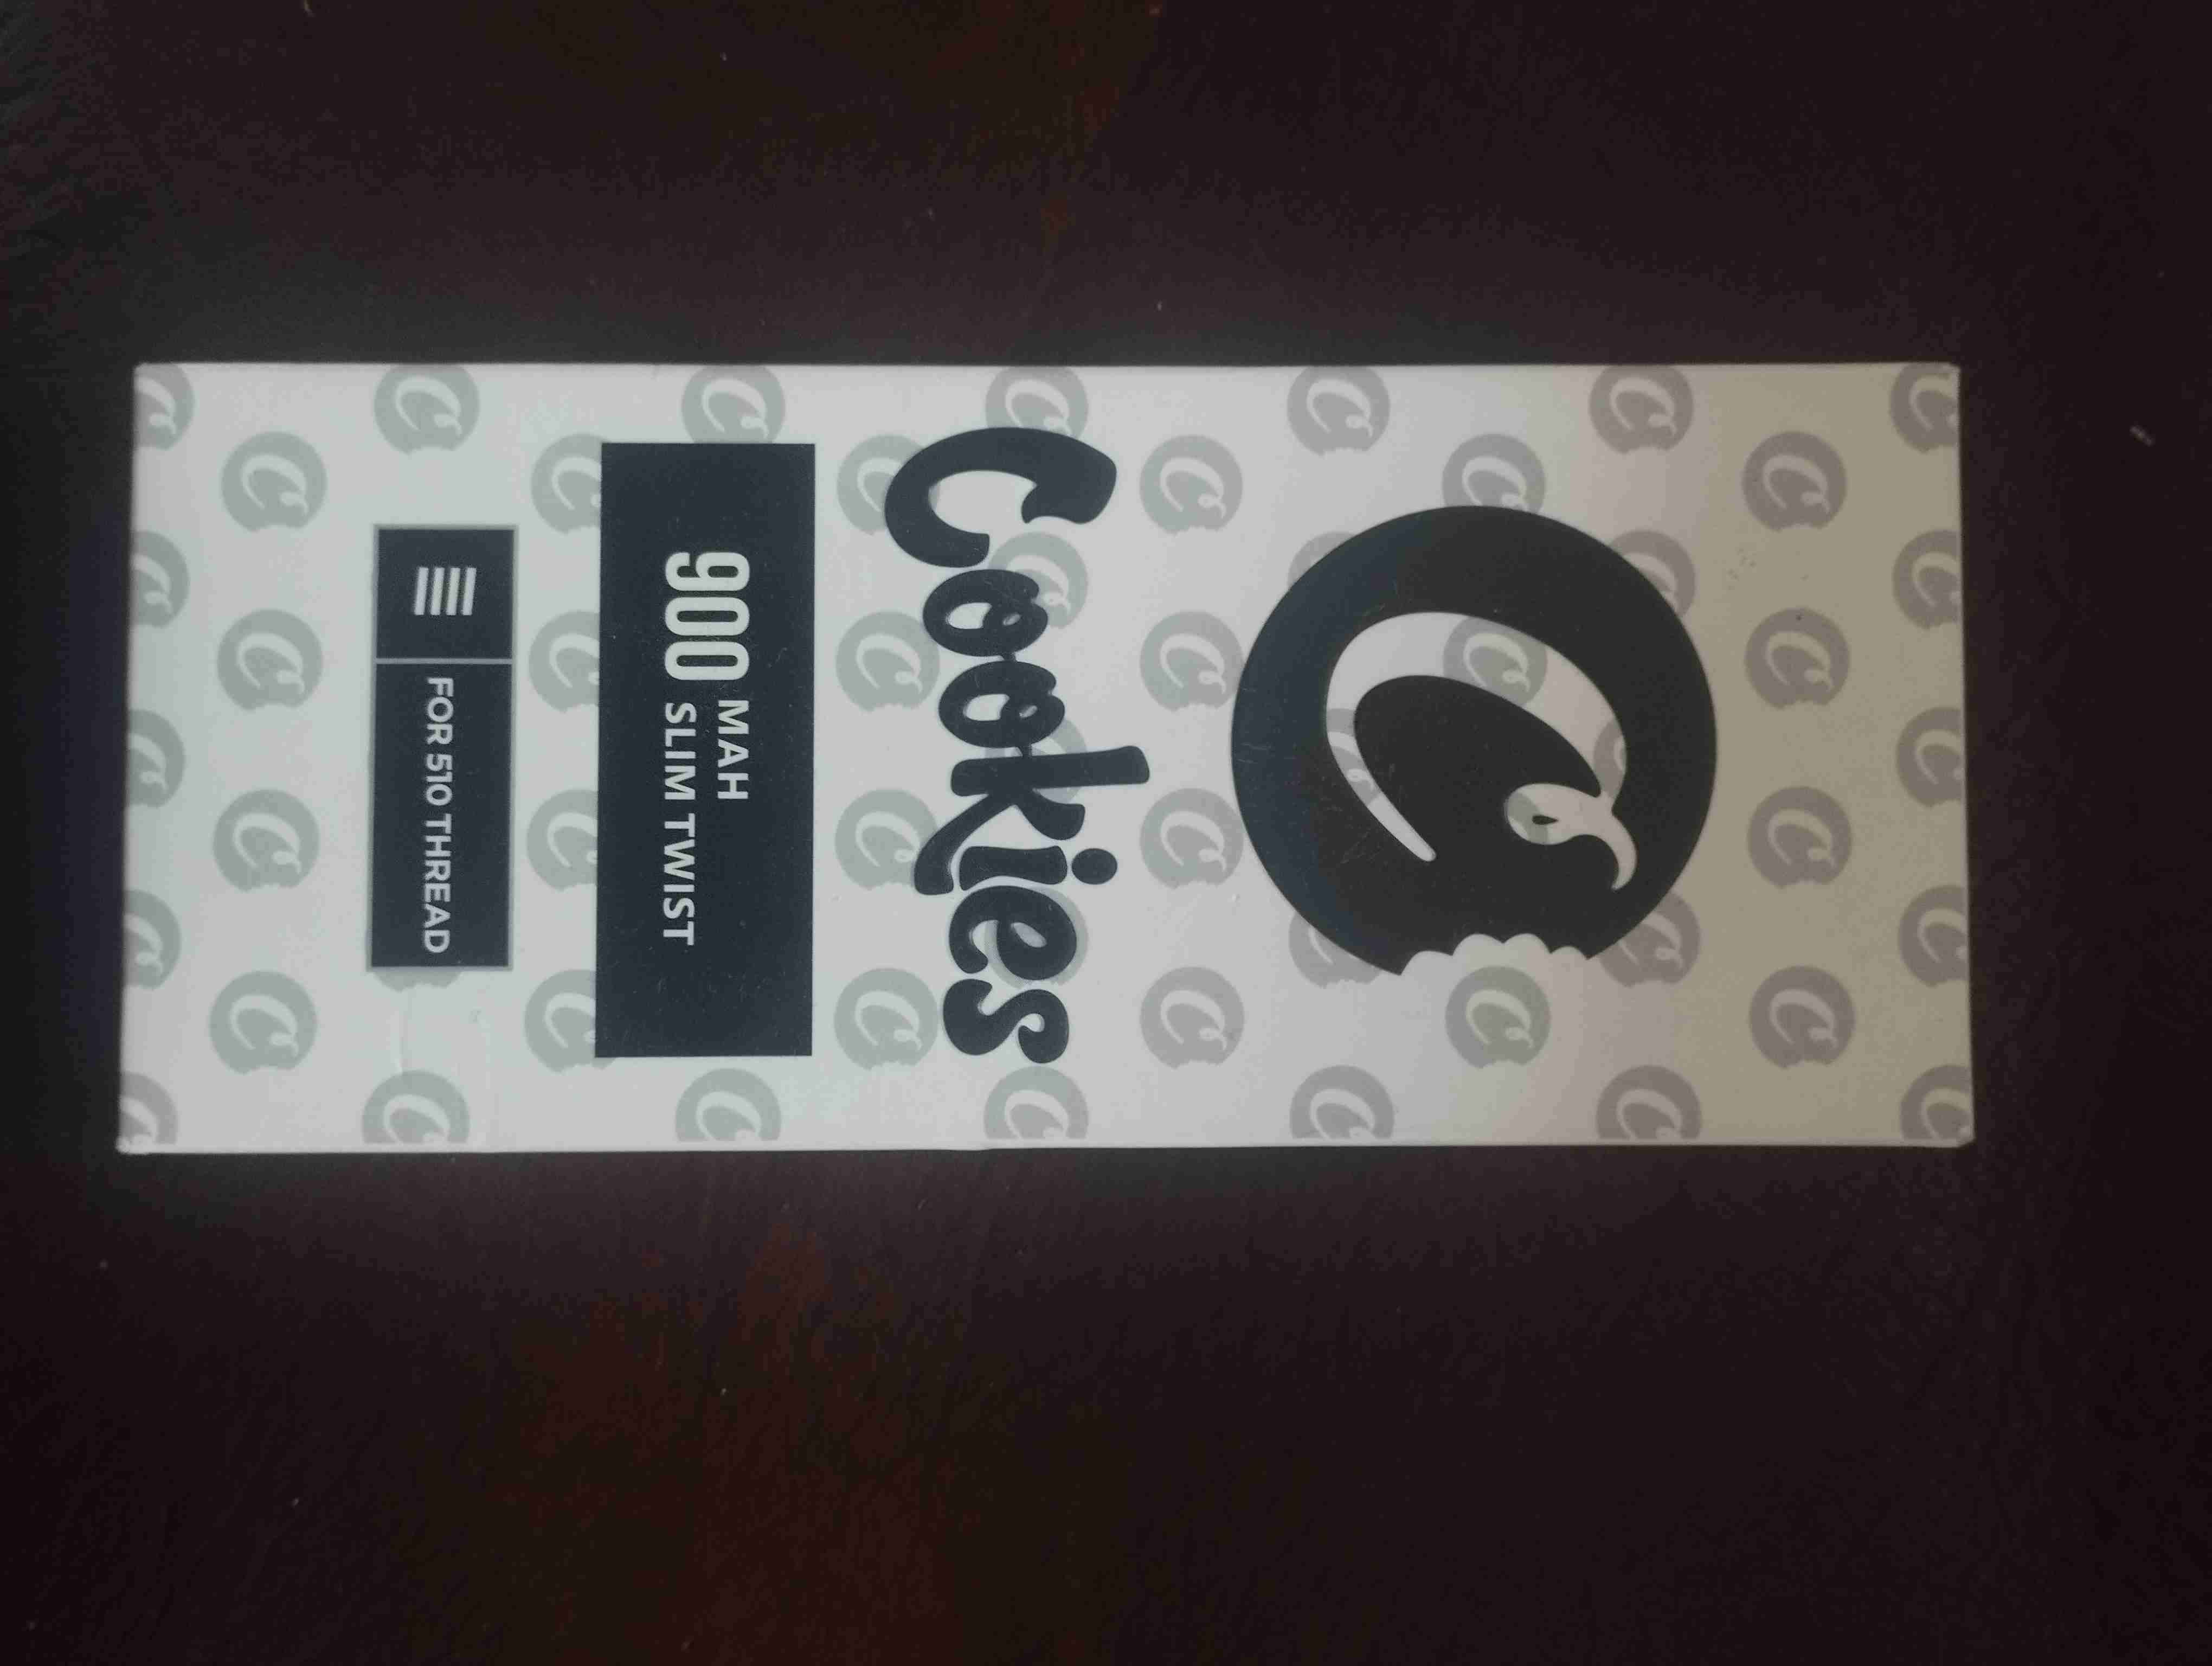 C
Cookies
900 MAH
SLIM TWIST
FOR 510 THREAD